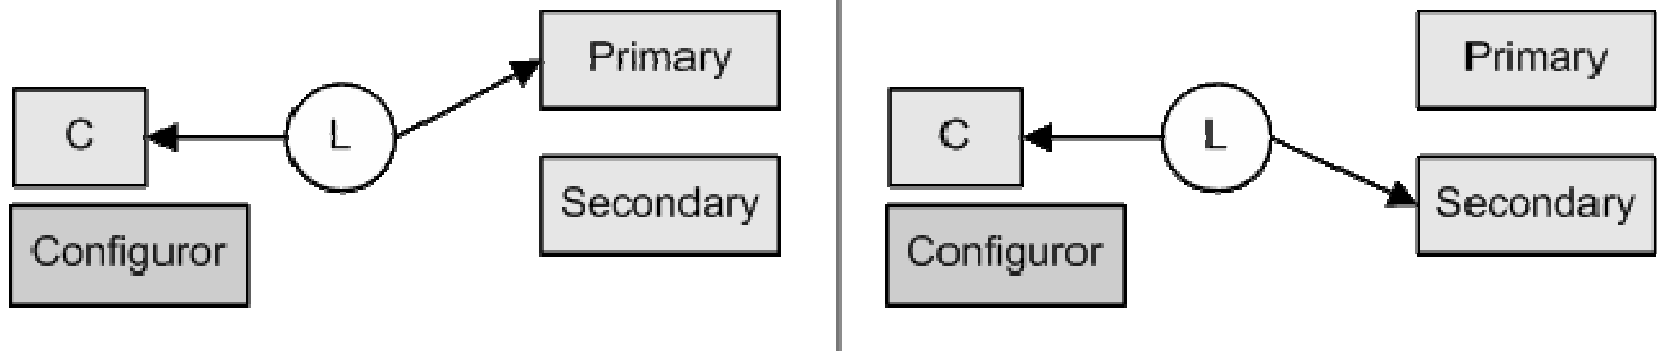 Primary
C
L
Secondary
Configuror
Primary
C
L
Secondary
Configuror